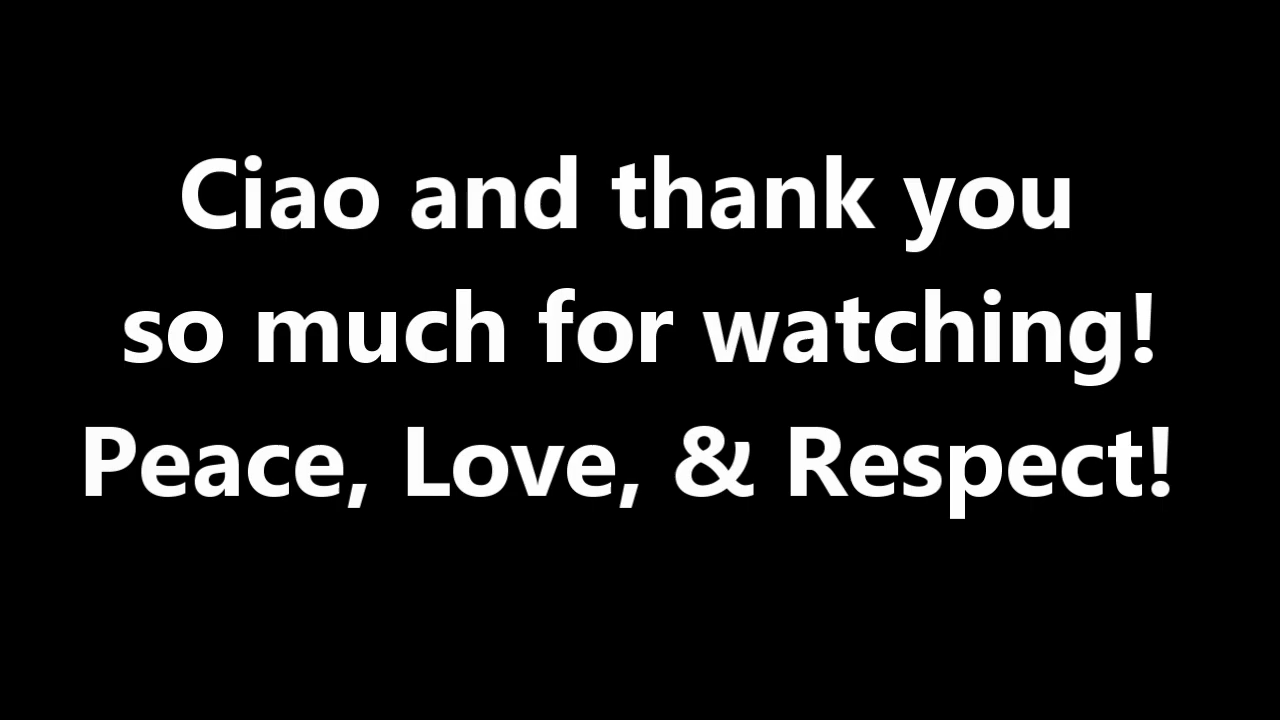 Ciao and thank you
so much for watching!
Peace, Love, & Respect!